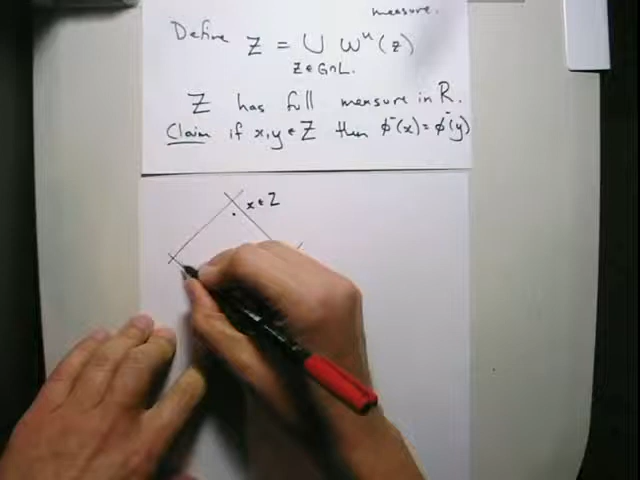 measure.
Define Z = ∪ W^u(z)
z∈G∩L.
Z has full measure in R.
Claim if x,y ∈ Z then ϕ⁻(x) = ϕ⁻(y)
x ∈ Z